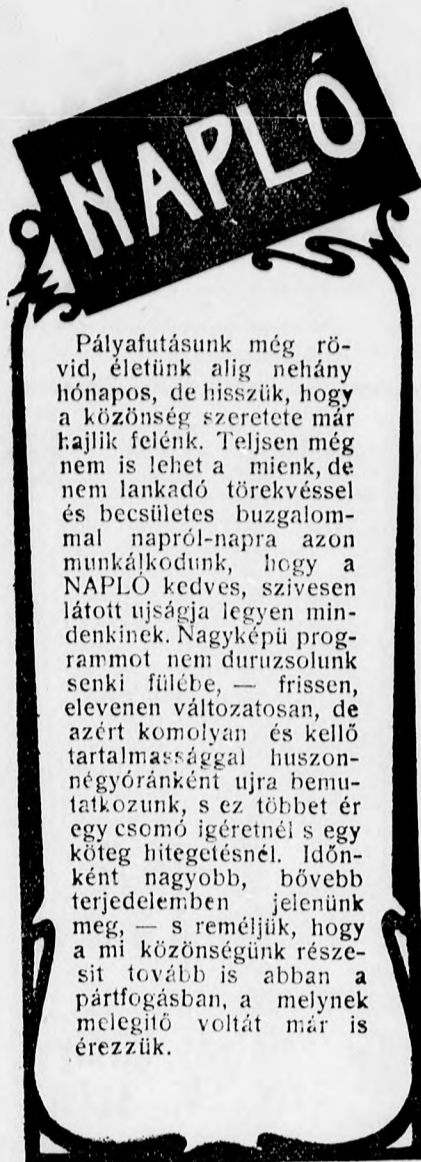 NAPLÓ
Pályafutásunk még rö-
vid, életünk alig nehány
hónapos, de hisszük, hogy
a közönség szeretete már
hajlik felénk. Teljsen még
nem is lehet a mienk, de
nem lankadó törekvéssel
és becsületes buzgalom-
mal napról-napra azon
munkálkodunk, hogy a
NAPLÓ kedves, szivesen
látott ujságja legyen min-
denkinek. Nagyképü prog-
rammot nem duruzsolunk
senki fülébe, — frissen,
elevenen változatosan, de
azért komolyan és kellő
tartalmassággal huszon-
négyóránként ujra bemu-
tatkozunk, s ez többet ér
egy csomó igéretnél s egy
köteg hitegetésnél. Időn-
ként nagyobb, bővebb
terjedelemben jelenünk
meg, — s reméljük, hogy
a mi közönségünk része-
sit tovább is abban a
pártfogásban, a melynek
melegitő voltát már is
érezzük.